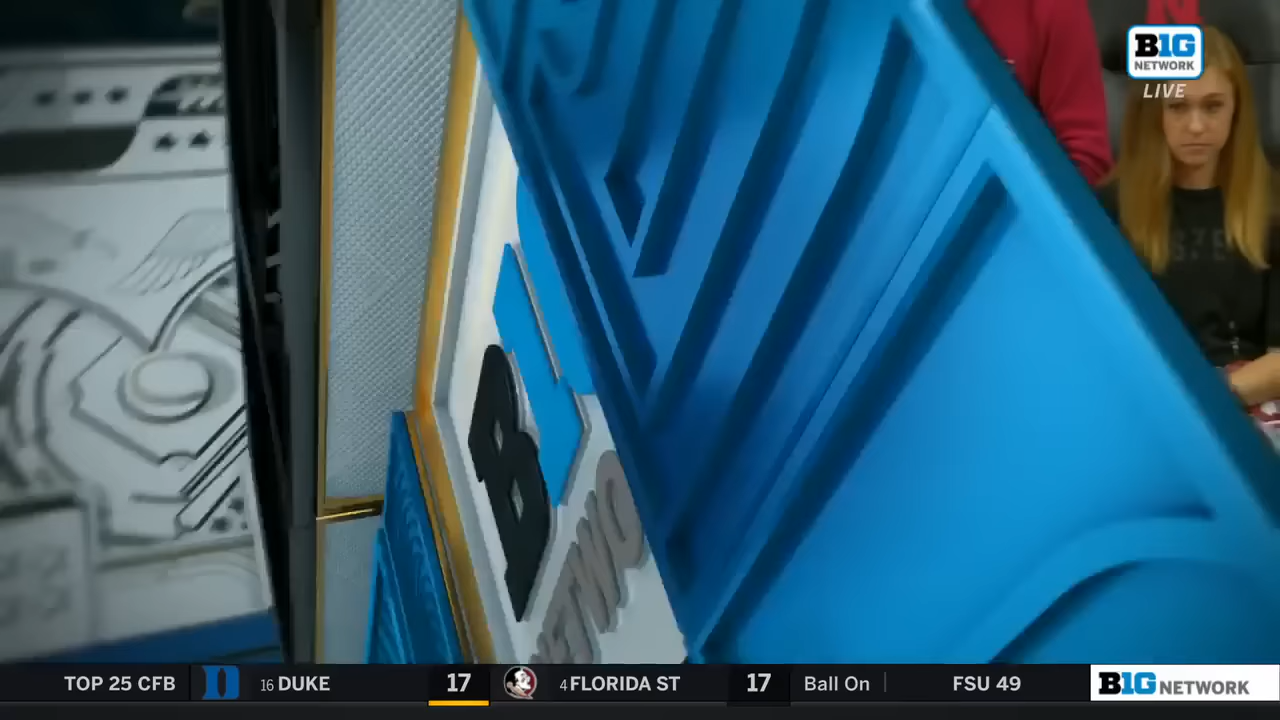 N
B1G
NETWORK
LIVE
B
TOP 25 CFB D 16 DUKE 17 4 FLORIDA ST 17 Ball On FSU 49 B1G NETWORK